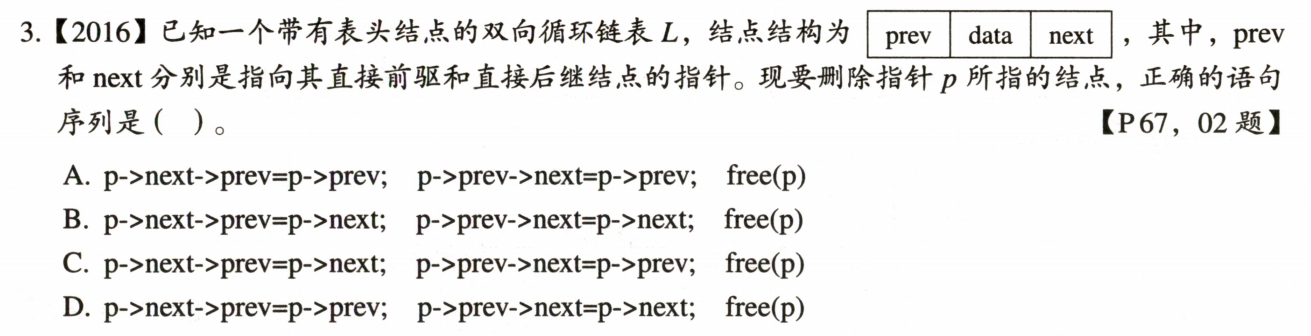 3.【2016】已知一个带有表头结点的双向循环链表 L，结点结构为 prev data next ，其中，prev
和 next 分别是指向其直接前驱和直接后继结点的指针。现要删除指针 p 所指的结点，正确的语句
序列是（ ）。 【P67，02 题】
A. p->next->prev=p->prev; p->prev->next=p->prev; free(p)
B. p->next->prev=p->next; p->prev->next=p->next; free(p)
C. p->next->prev=p->next; p->prev->next=p->prev; free(p)
D. p->next->prev=p->prev; p->prev->next=p->next; free(p)